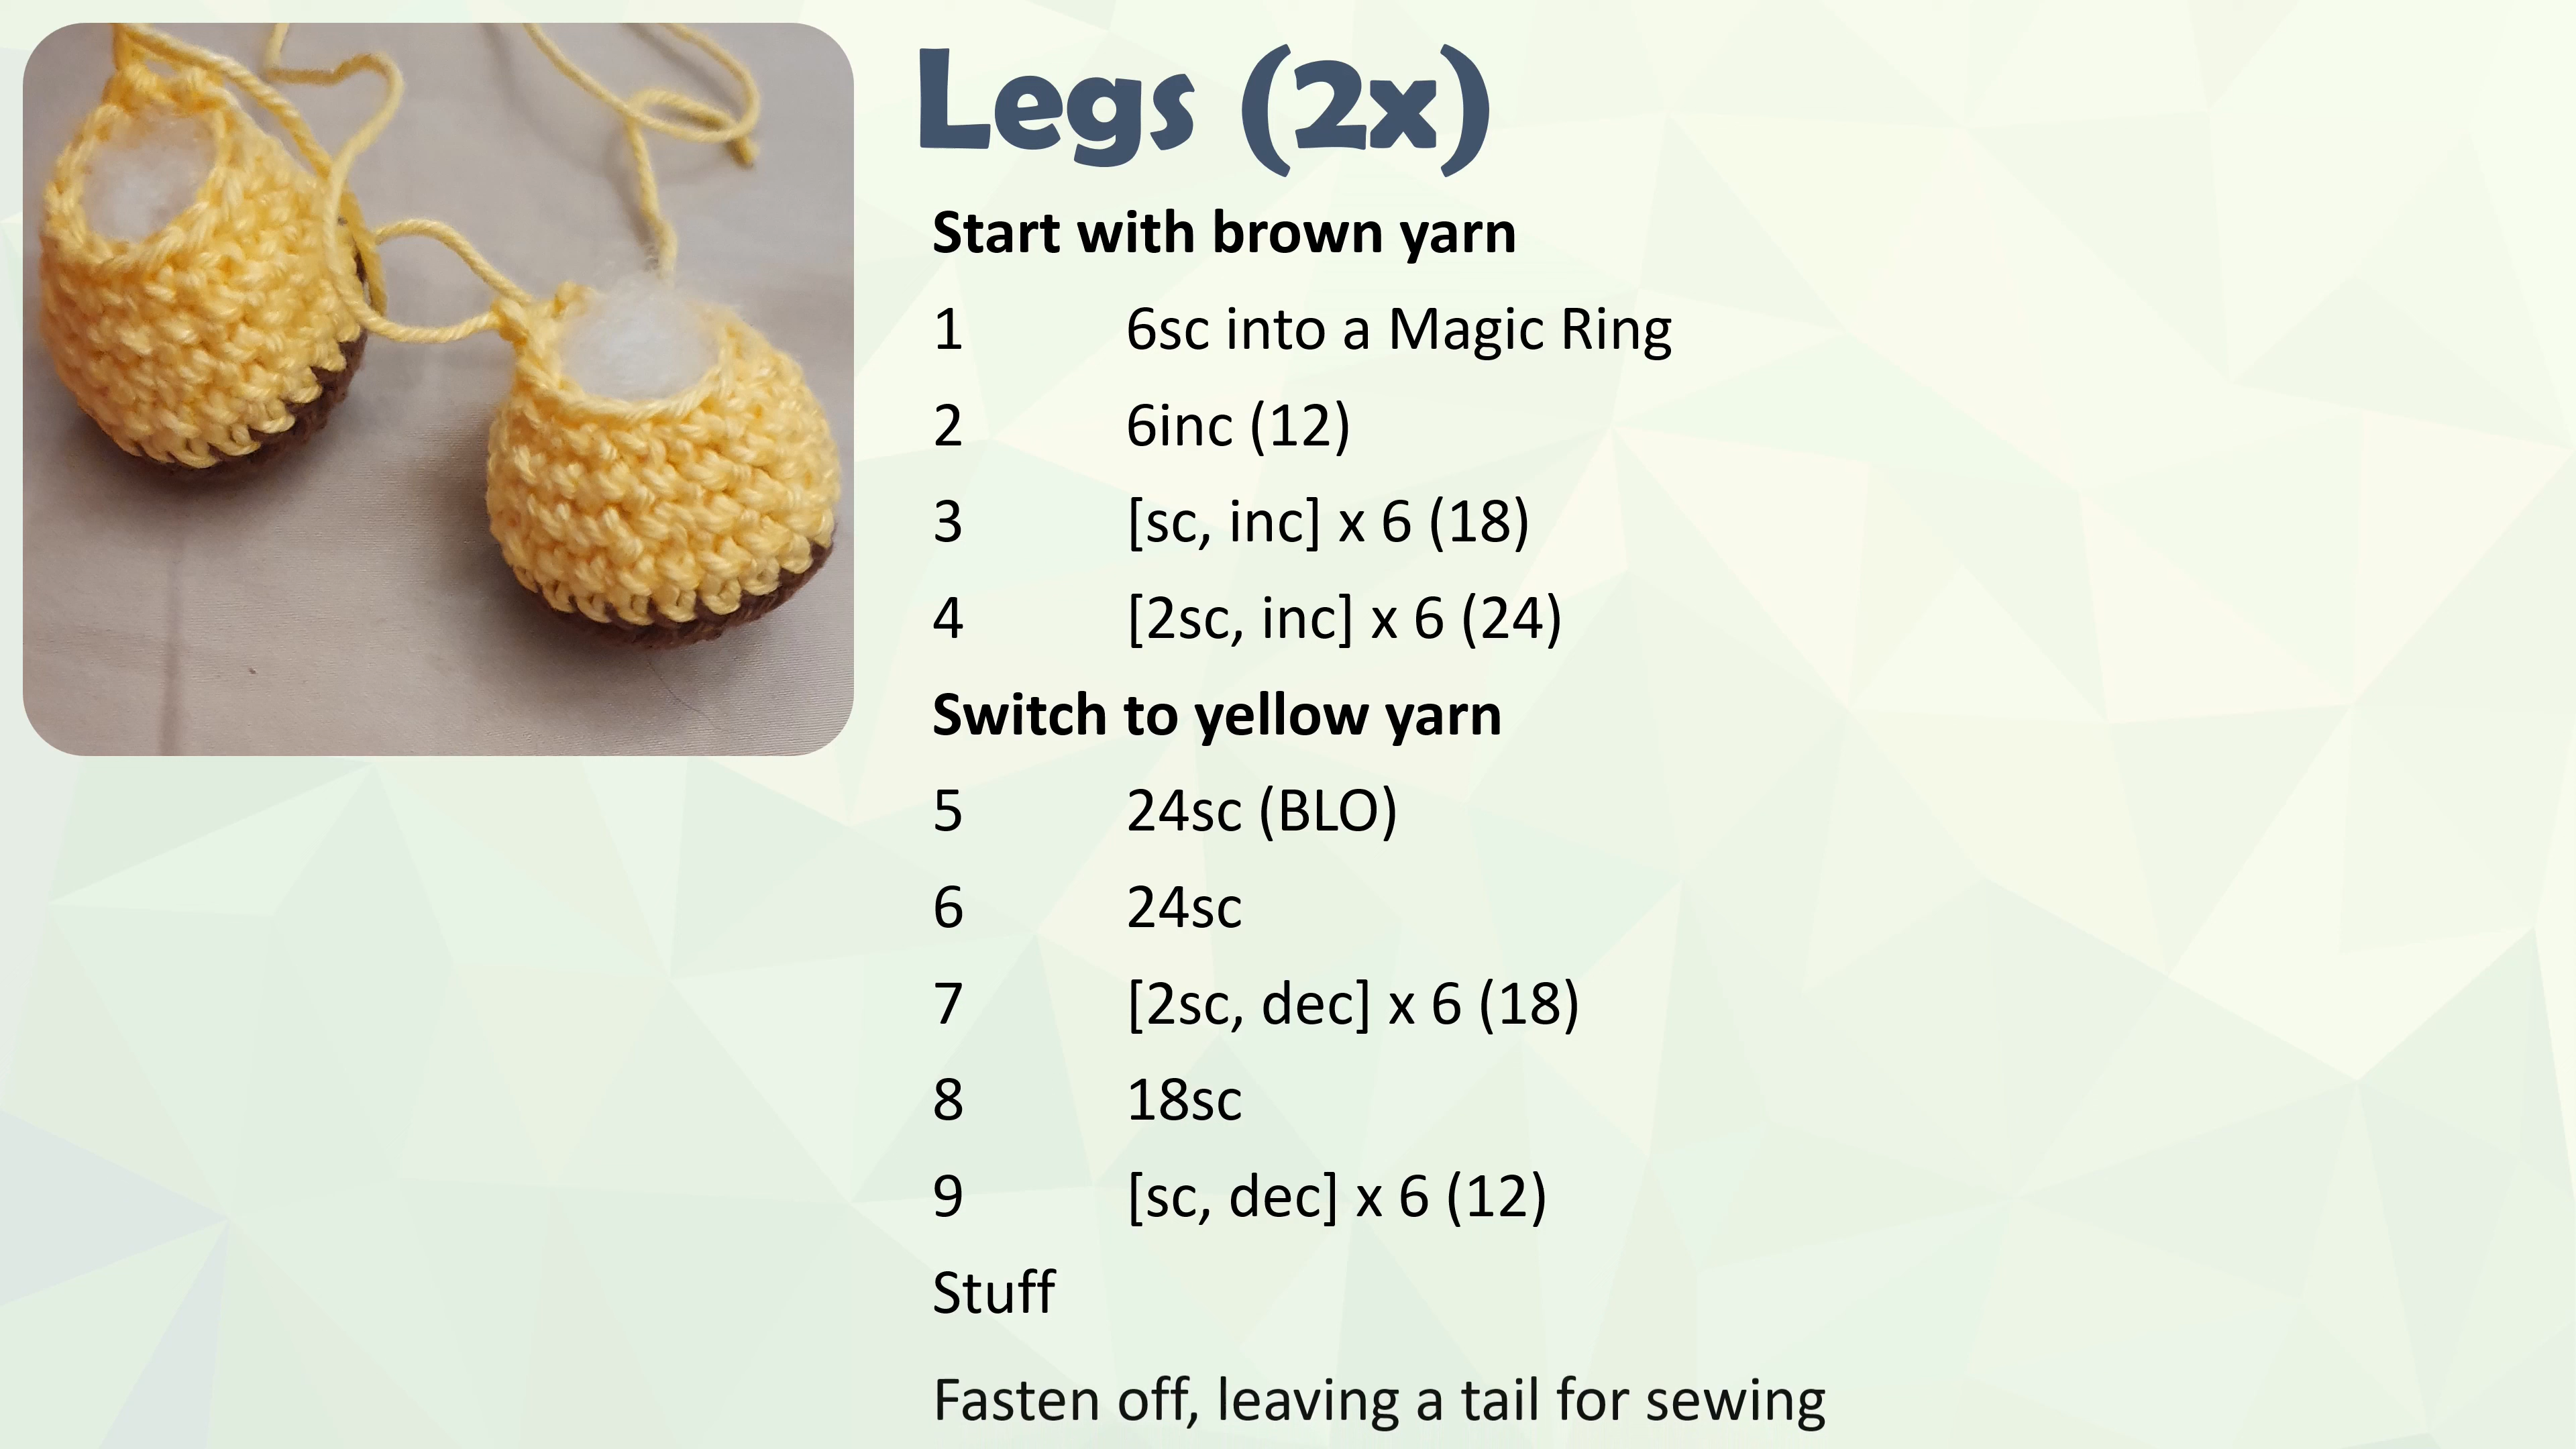 Legs (2x)
Start with brown yarn
1 6sc into a Magic Ring
2 6inc (12)
3 [sc, inc] x 6 (18)
4 [2sc, inc] x 6 (24)
Switch to yellow yarn
5 24sc (BLO)
6 24sc
7 [2sc, dec] x 6 (18)
8 18sc
9 [sc, dec] x 6 (12)
Stuff
Fasten off, leaving a tail for sewing